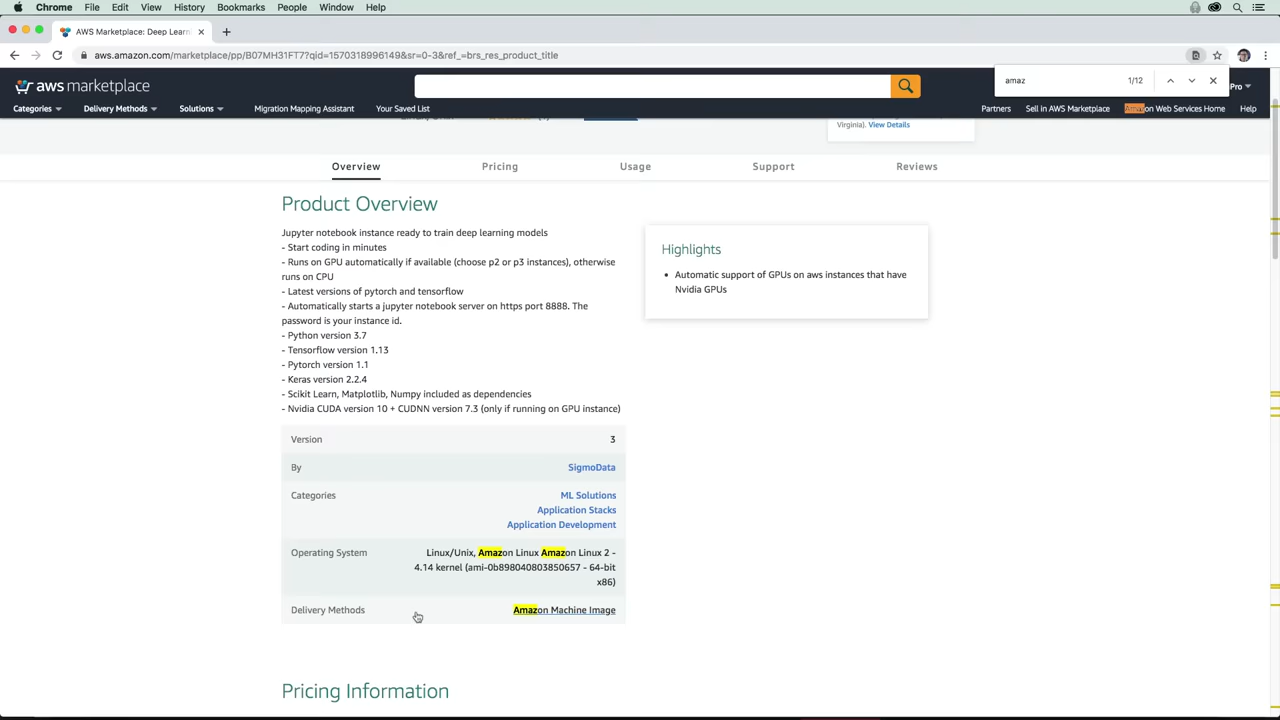 Chrome File Edit View History Bookmarks People Window Help
AWS Marketplace: Deep Learni
aws.amazon.com/marketplace/pp/B07MH31FT7?qid=1570318996149&sr=0-3&ref_=brs_res_product_title
amaz 1/12
aws marketplace
Pro
Categories Delivery Methods Solutions Migration Mapping Assistant Your Saved List Partners Sell in AWS Marketplace Amazon Web Services Home Help
Virginia). View Details
Overview Pricing Usage Support Reviews
Product Overview
Jupyter notebook instance ready to train deep learning models
- Start coding in minutes
- Runs on GPU automatically if available (choose p2 or p3 instances), otherwise
runs on CPU
- Latest versions of pytorch and tensorflow
- Automatically starts a jupyter notebook server on https port 8888. The
password is your instance id.
- Python version 3.7
- Tensorflow version 1.13
- Pytorch version 1.1
- Keras version 2.2.4
- Scikit Learn, Matplotlib, Numpy included as dependencies
- Nvidia CUDA version 10 + CUDNN version 7.3 (only if running on GPU instance)
Highlights
Automatic support of GPUs on aws instances that have
Nvidia GPUs
Version 3
By SigmoData
Categories ML Solutions
Application Stacks
Application Development
Operating System Linux/Unix, Amazon Linux Amazon Linux 2 -
4.14 kernel (ami-0b898040803850657 - 64-bit
x86)
Delivery Methods Amazon Machine Image
Pricing Information